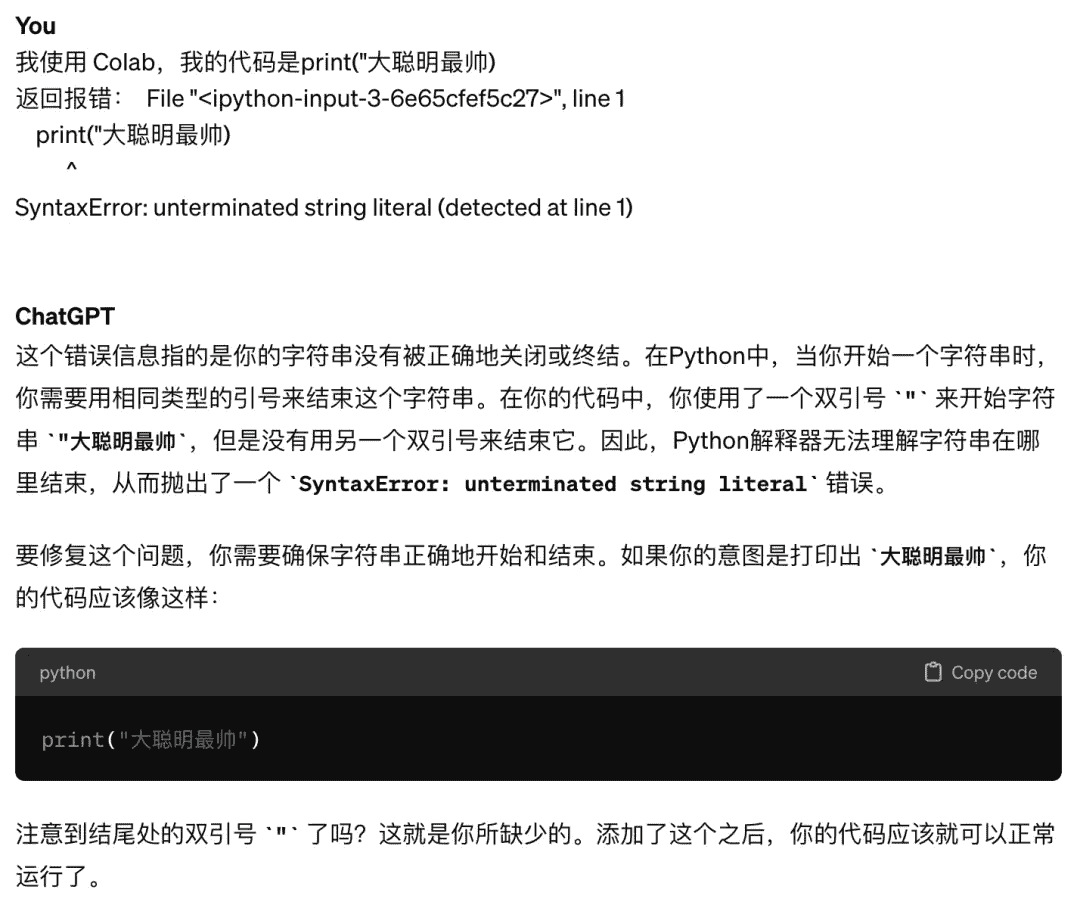 You
我使用 Colab，我的代码是print("大聪明最帅)
返回报错： File "<ipython-input-3-6e65cfef5c27>", line 1
print("大聪明最帅)
^
SyntaxError: unterminated string literal (detected at line 1)
ChatGPT
这个错误信息指的是你的字符串没有被正确地关闭或终结。在Python中，当你开始一个字符串时，
你需要用相同类型的引号来结束这个字符串。在你的代码中，你使用了一个双引号 `"` 来开始字符
串 `"大聪明最帅`，但是没有用另一个双引号来结束它。因此，Python解释器无法理解字符串在哪
里结束，从而抛出了一个 `SyntaxError: unterminated string literal` 错误。
要修复这个问题，你需要确保字符串正确地开始和结束。如果你的意图是打印出 `大聪明最帅`，你
的代码应该像这样：
python
Copy code
print("大聪明最帅")
注意到结尾处的双引号 `"` 了吗？这就是你所缺少的。添加了这个之后，你的代码应该就可以正常
运行了。